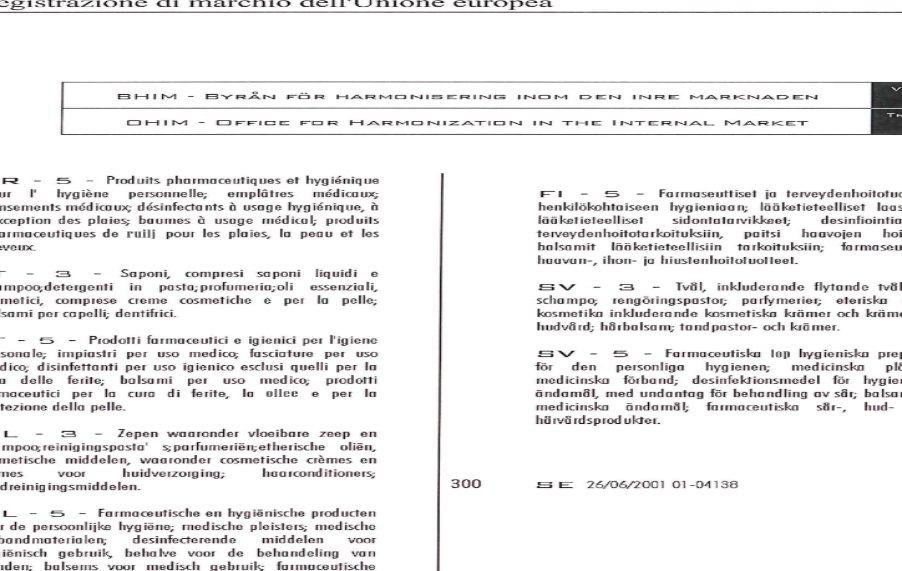 egistrazione di marchio dell'Unione europea
BHIM - BYRÅN FÖR HARMONISERING INOM DEN INRE MARKNADEN
OHIM - OFFICE FOR HARMONIZATION IN THE INTERNAL MARKET
R - 5 - Produits pharmaceutiques et hygiénique
ur l' hygiène personnelle; emplâtres médicaux;
nsements médicaux; désinfectants à usage hygiénique, à
xception des plaies; baumes à usage médical; produits
armaceutiques de ruilj pour les plaies, la peau et les
eveux.
T - 3 - Saponi, compresi saponi liquidi e
ampoo;detergenti in pasta;profumeria;oli essenziali,
smetici, comprese creme cosmetiche e per la pelle;
lsami per capelli; dentifrici.
T - 5 - Prodotti farmaceutici e igienici per l'igiene
rsonale; impiastri per uso medico; fasciature per uso
dico; disinfettanti per uso igienico esclusi quelli per la
ra delle ferite; balsami per uso medico; prodotti
maceutici per la cura di ferite, la ollec e per la
tezione della pelle.
L - 3 - Zepen waaronder vloeibare zeep en
mpoo;reinigingspasta' s;parfumeriën;etherische oliën,
metische middelen, waaronder cosmetische crèmes en
mes voor huidverzorging; haarconditioners;
dreinigingsmiddelen.
L - 5 - Farmaceutische en hygiënische producten
r de persoonlijke hygiëne; medische pleisters; medische
bandmaterialen; desinfecterende middelen voor
iënisch gebruik, behalve voor de behandeling van
nden; balsems voor medisch gebruik; farmaceutische
FI - 5 - Farmaseuttiset ja terveydenhoitotuo
henkilökohtaiseen hygieniaan; lääketieteelliset laas
lääketieteelliset sidontatarvikkeet; desinfiointia
terveydenhoitotarkoituksiin, paitsi haavojen hoi
balsamit lääketieteellisiin tarkoituksiin; farmaseu
haavan-, ihon- ja hiustenhoitotuotteet.
SV - 3 - Tvål, inkluderande flytande tvål
schampo; rengöringspastor; parfymerier; eteriska
kosmetika inkluderande kosmetiska krämer och kräme
hudvård; hårbalsam; tandpastor- och krämer.
SV - 5 - Farmaceutiska lop hygieniska prep
för den personliga hygienen; medicinska plå
medicinska förband; desinfektionsmedel för hygien
ändamål, med undantag för behandling av sår; balsam
medicinska ändamål; farmaceutiska sår-, hud-
hårvårdsprodukter.
300 SE 26/06/2001 01-04138